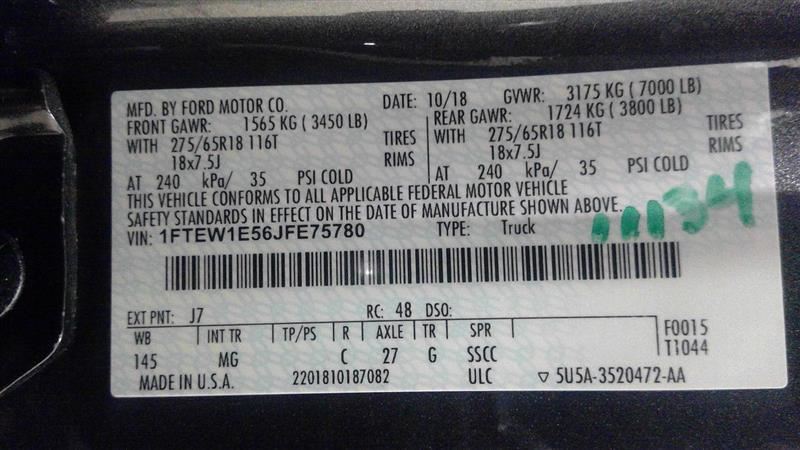 MFD. BY FORD MOTOR CO. DATE: 10/18 GVWR: 3175 KG ( 7000 LB)
FRONT GAWR: 1565 KG ( 3450 LB) REAR GAWR: 1724 KG ( 3800 LB)
WITH 275/65R18 116T TIRES WITH 275/65R18 116T TIRES
18x7.5J RIMS 18x7.5J RIMS
AT 240 kPa/ 35 PSI COLD AT 240 kPa/ 35 PSI COLD
THIS VEHICLE CONFORMS TO ALL APPLICABLE FEDERAL MOTOR VEHICLE
SAFETY STANDARDS IN EFFECT ON THE DATE OF MANUFACTURE SHOWN ABOVE.
VIN: 1FTEW1E56JFE75780 TYPE: Truck
EXT PNT: J7 RC: 48 DSO:
WB INT TR TP/PS R AXLE TR SPR F0015
145 MG C 27 G SSCC T1044
MADE IN U.S.A. 2201810187082 ULC ▽ 5U5A-3520472-AA